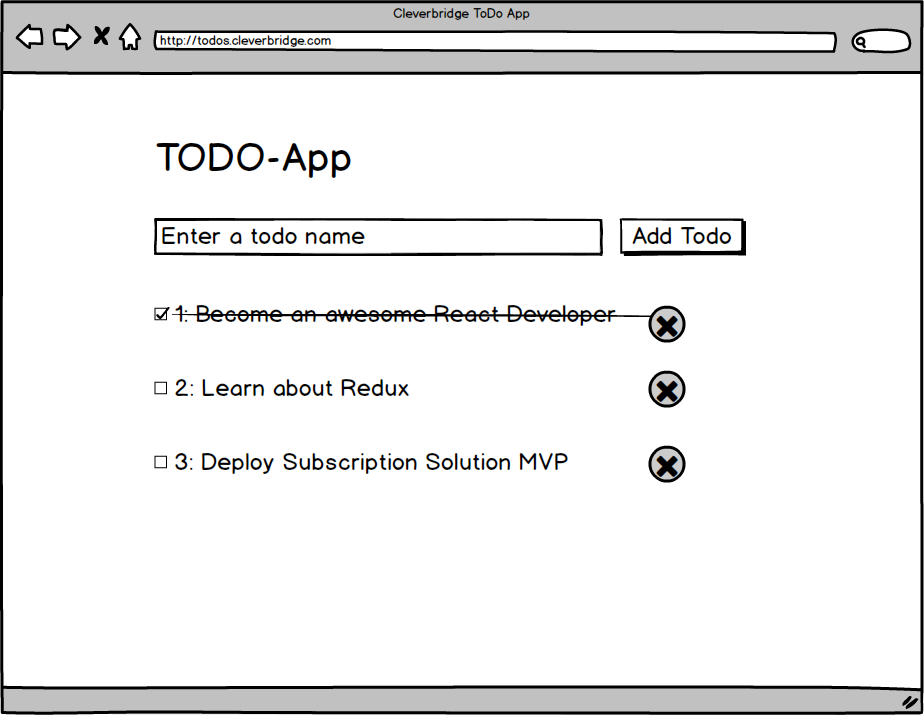 Cleverbridge ToDo App
http://todos.cleverbridge.com
TODO-App
Enter a todo name
Add Todo
1: Become an awesome React Developer
2: Learn about Redux
3: Deploy Subscription Solution MVP